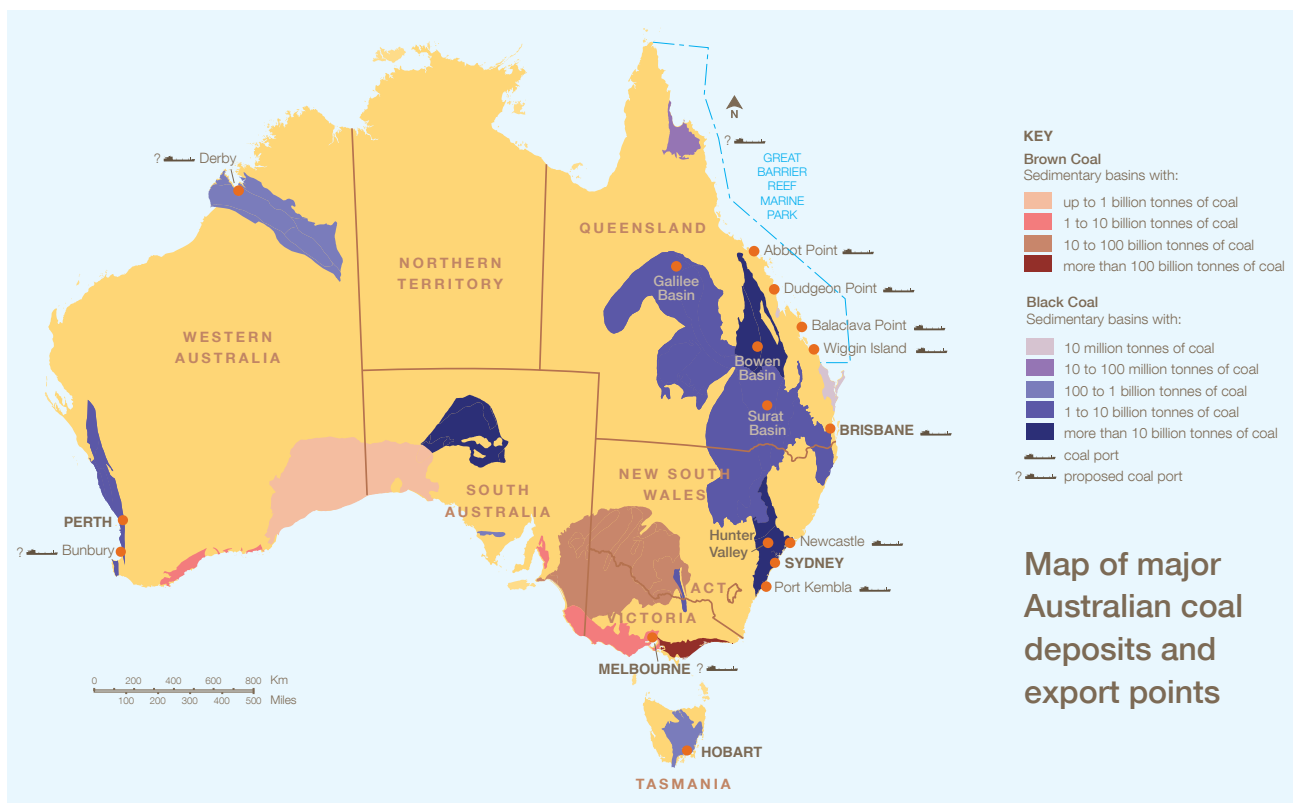 N
?
? Derby
GREAT
BARRIER
REEF
MARINE
PARK
QUEENSLAND
Abbot Point
NORTHERN
TERRITORY
Galilee
Basin
Dudgeon Point
WESTERN
AUSTRALIA
Balaclava Point
Wiggin Island
Bowen
Basin
Surat
Basin
BRISBANE
NEW SOUTH
WALES
SOUTH
AUSTRALIA
PERTH
? Bunbury
Hunter
Valley
Newcastle
SYDNEY
ACT
Port Kembla
VICTORIA
MELBOURNE ?
0 200 400 600 800 Km
100 200 300 400 500 Miles
HOBART
TASMANIA
KEY
Brown Coal
Sedimentary basins with:
up to 1 billion tonnes of coal
1 to 10 billion tonnes of coal
10 to 100 billion tonnes of coal
more than 100 billion tonnes of coal
Black Coal
Sedimentary basins with:
10 million tonnes of coal
10 to 100 million tonnes of coal
100 to 1 billion tonnes of coal
1 to 10 billion tonnes of coal
more than 10 billion tonnes of coal
coal port
? proposed coal port
Map of major
Australian coal
deposits and
export points